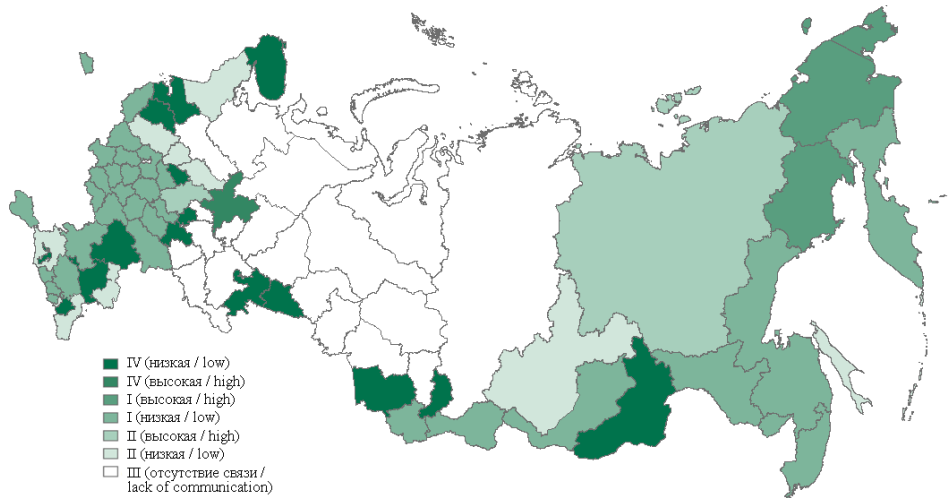 IV (низкая / low)
IV (высокая / high)
I (высокая / high)
I (низкая / low)
II (высокая / high)
II (низкая / low)
III (отсутствие связи /
lack of communication)